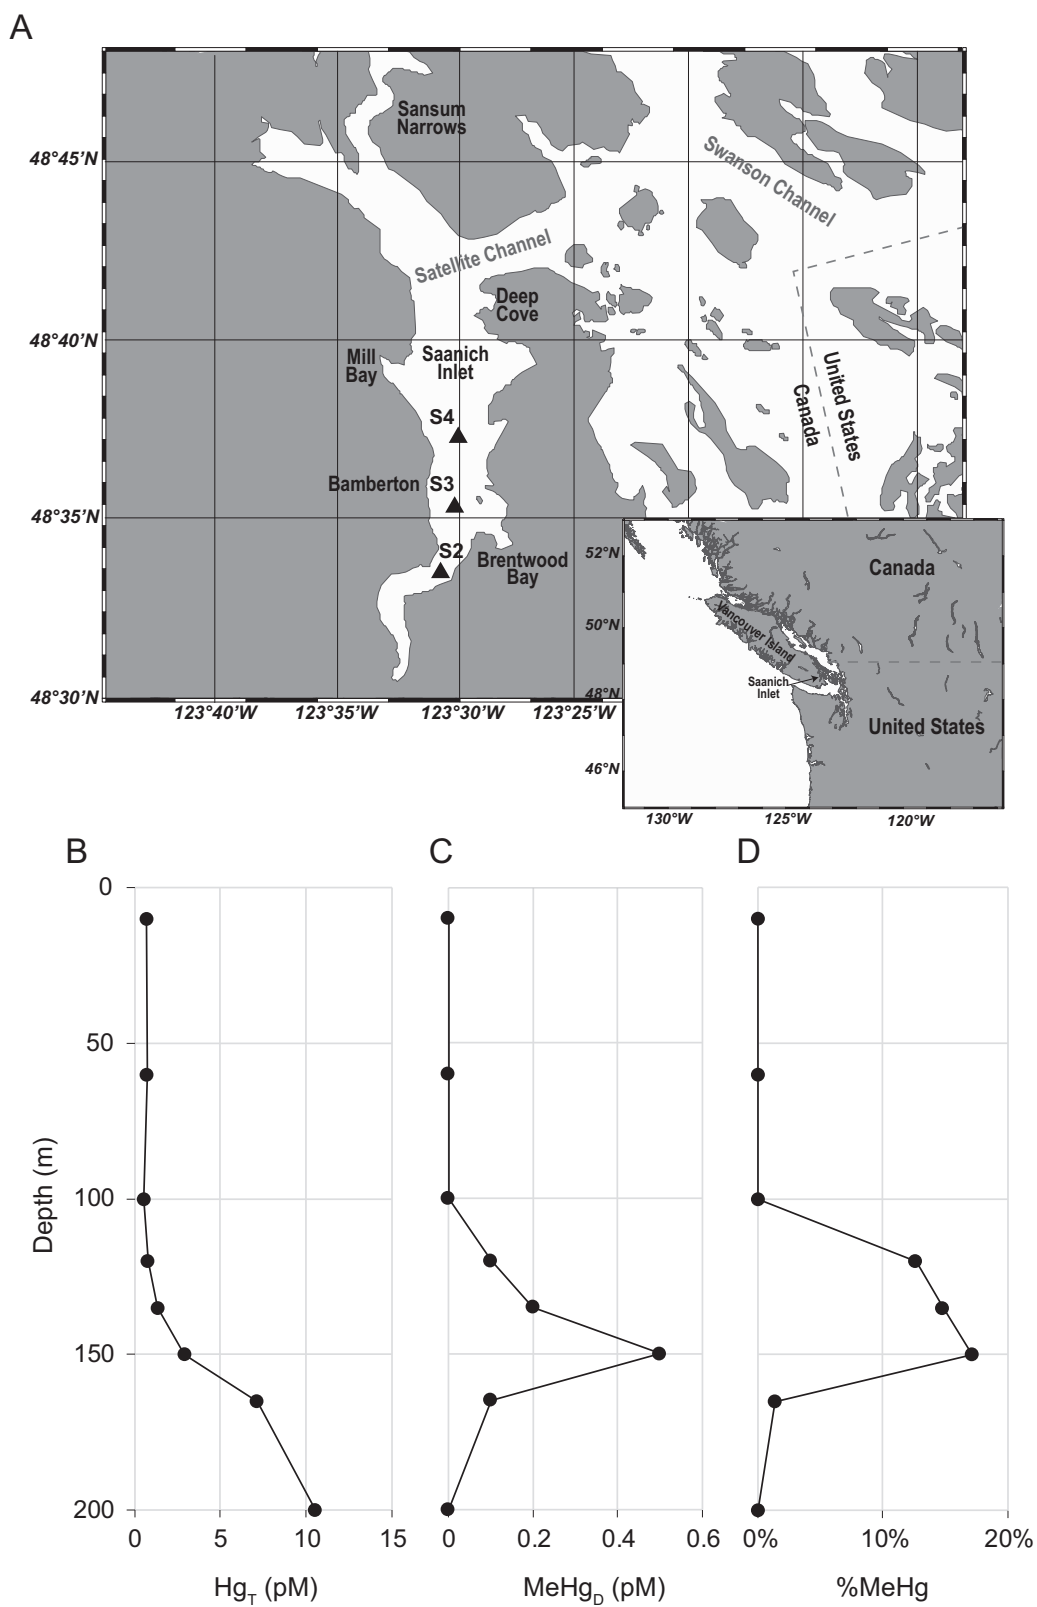 A
Sansum
Narrows
48°45'N
Swanson Channel
Satellite Channel
Deep
Cove
48°40'N
Mill
Bay
Saanich
Inlet
United States
Canada
S4
Bamberton
S3
48°35'N
S2
Brentwood
Bay
48°30'N
123°40'W
123°35'W
123°30'W
123°25'W
52°N
Canada
50°N
Vancouver Island
Saanich
Inlet
48°N
United States
46°N
130°W
125°W
120°W
B
C
D
0
50
100
150
200
Depth (m)
0
5
10
15
0
0.2
0.4
0.6
0%
10%
20%
HgT (pM)
MeHgD (pM)
%MeHg